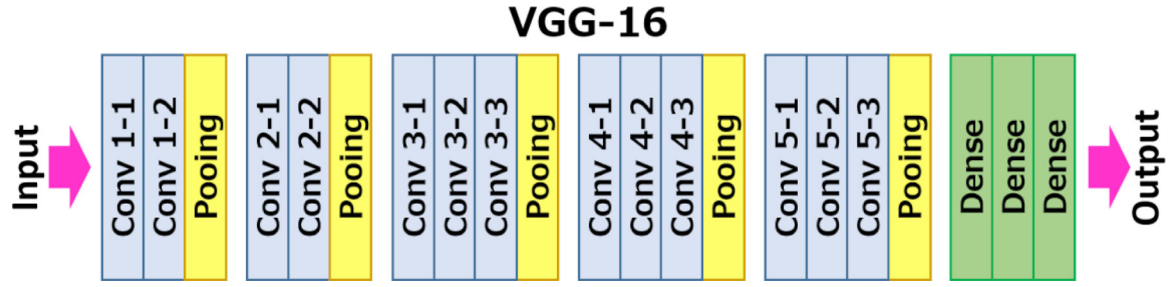 VGG-16
Input
Conv 1-1
Conv 1-2
Pooing
Conv 2-1
Conv 2-2
Pooing
Conv 3-1
Conv 3-2
Conv 3-3
Pooing
Conv 4-1
Conv 4-2
Conv 4-3
Pooing
Conv 5-1
Conv 5-2
Conv 5-3
Pooing
Dense
Dense
Dense
Output